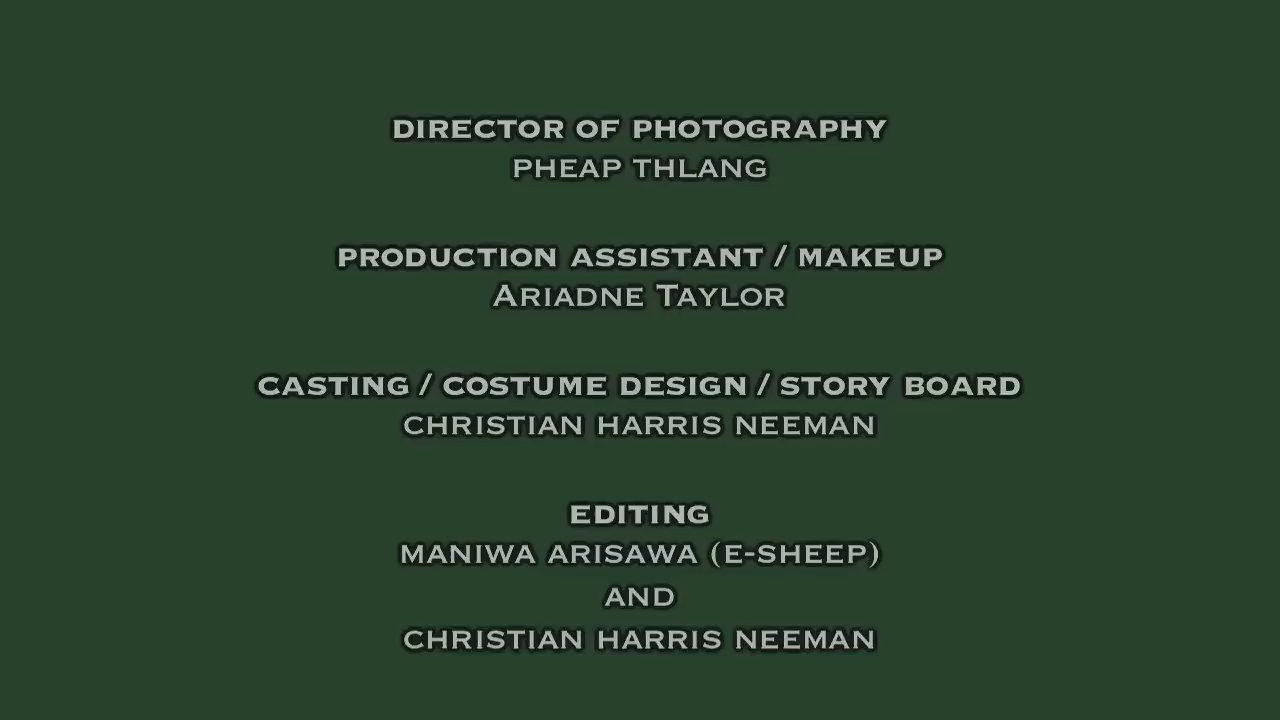 DIRECTOR OF PHOTOGRAPHY
PHEAP THLANG
PRODUCTION ASSISTANT / MAKEUP
ARIADNE TAYLOR
CASTING / COSTUME DESIGN / STORY BOARD
CHRISTIAN HARRIS NEEMAN
EDITING
MANIWA ARISAWA (E-SHEEP)
AND
CHRISTIAN HARRIS NEEMAN